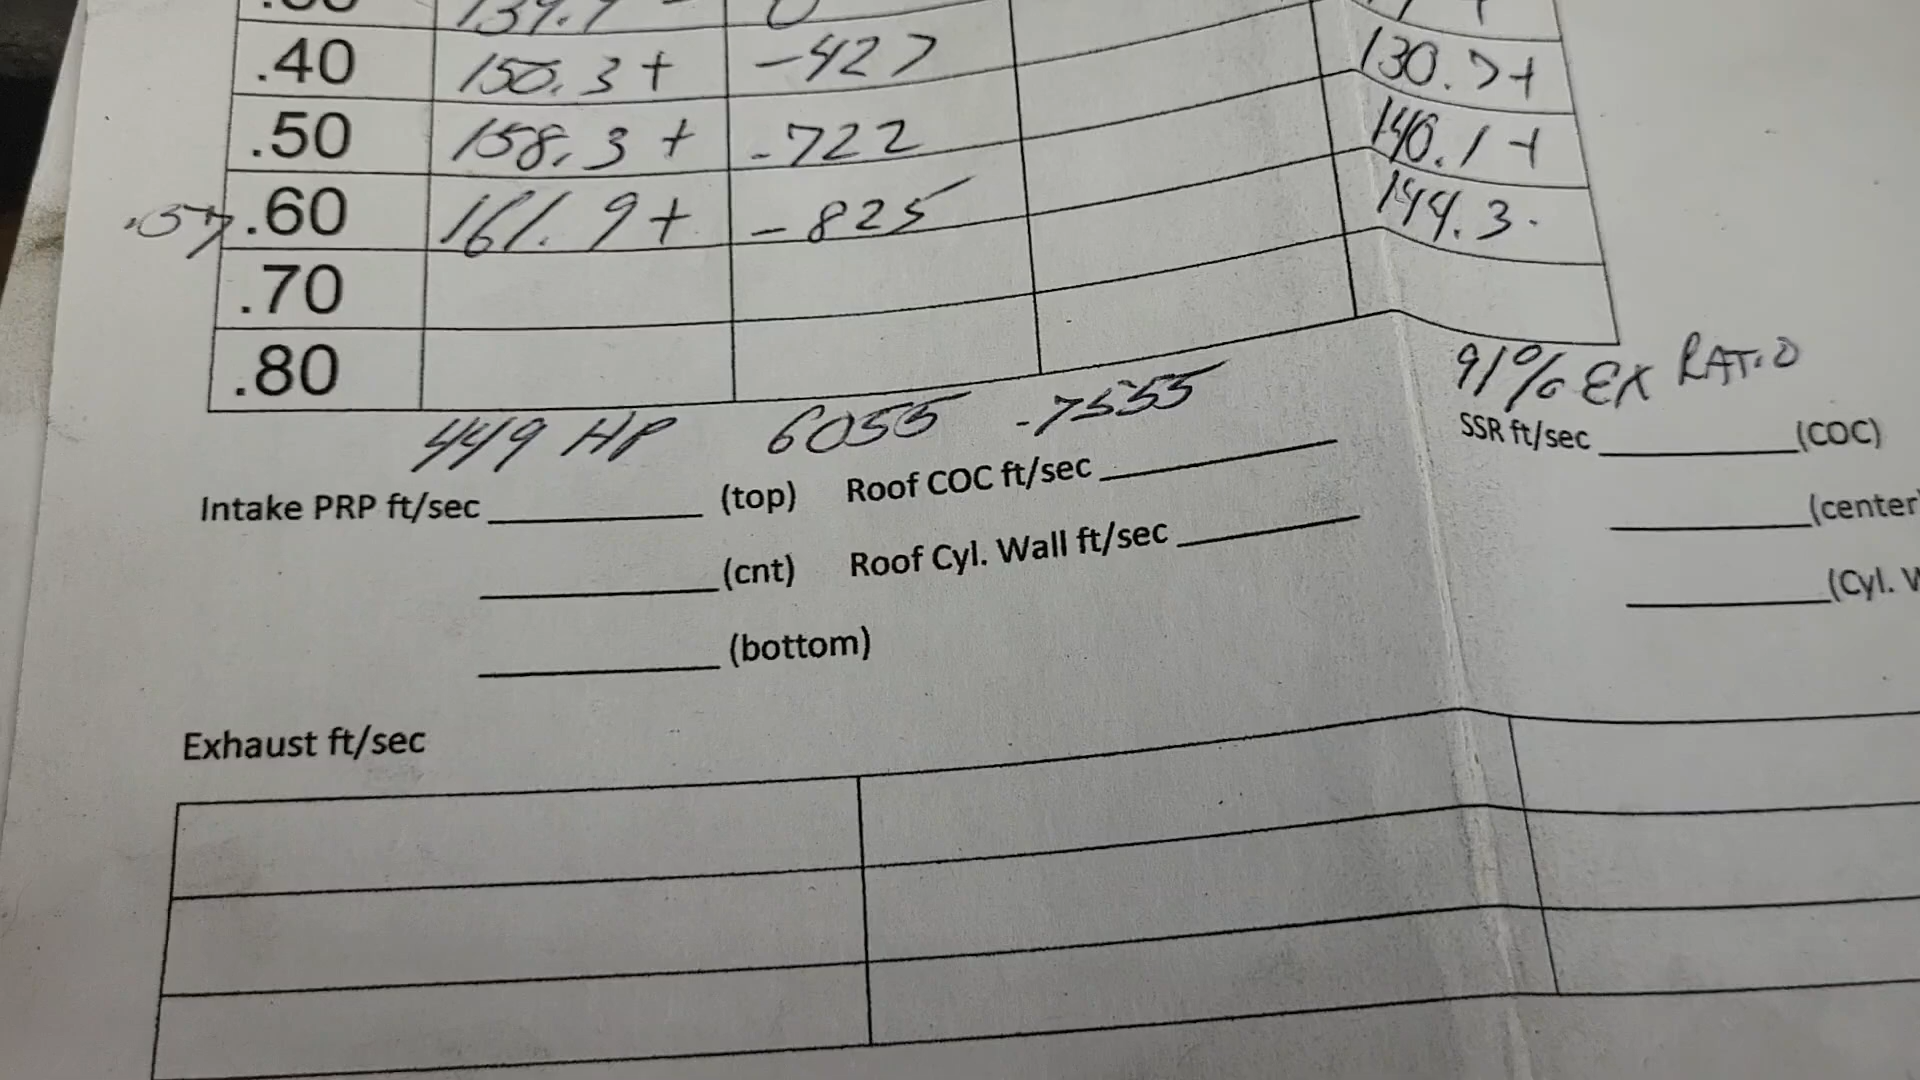 .40 150.3+ -427 130.7+
.50 158.3+ -722 140.1+
.57 .60 161.9+ -825 144.3
.70
.80
449 HP 6055 -7555 91% EX RATIO
Intake PRP ft/sec (top) Roof COC ft/sec SSR ft/sec (COC)
(cnt) Roof Cyl. Wall ft/sec (center)
(bottom) (Cyl.
Exhaust ft/sec